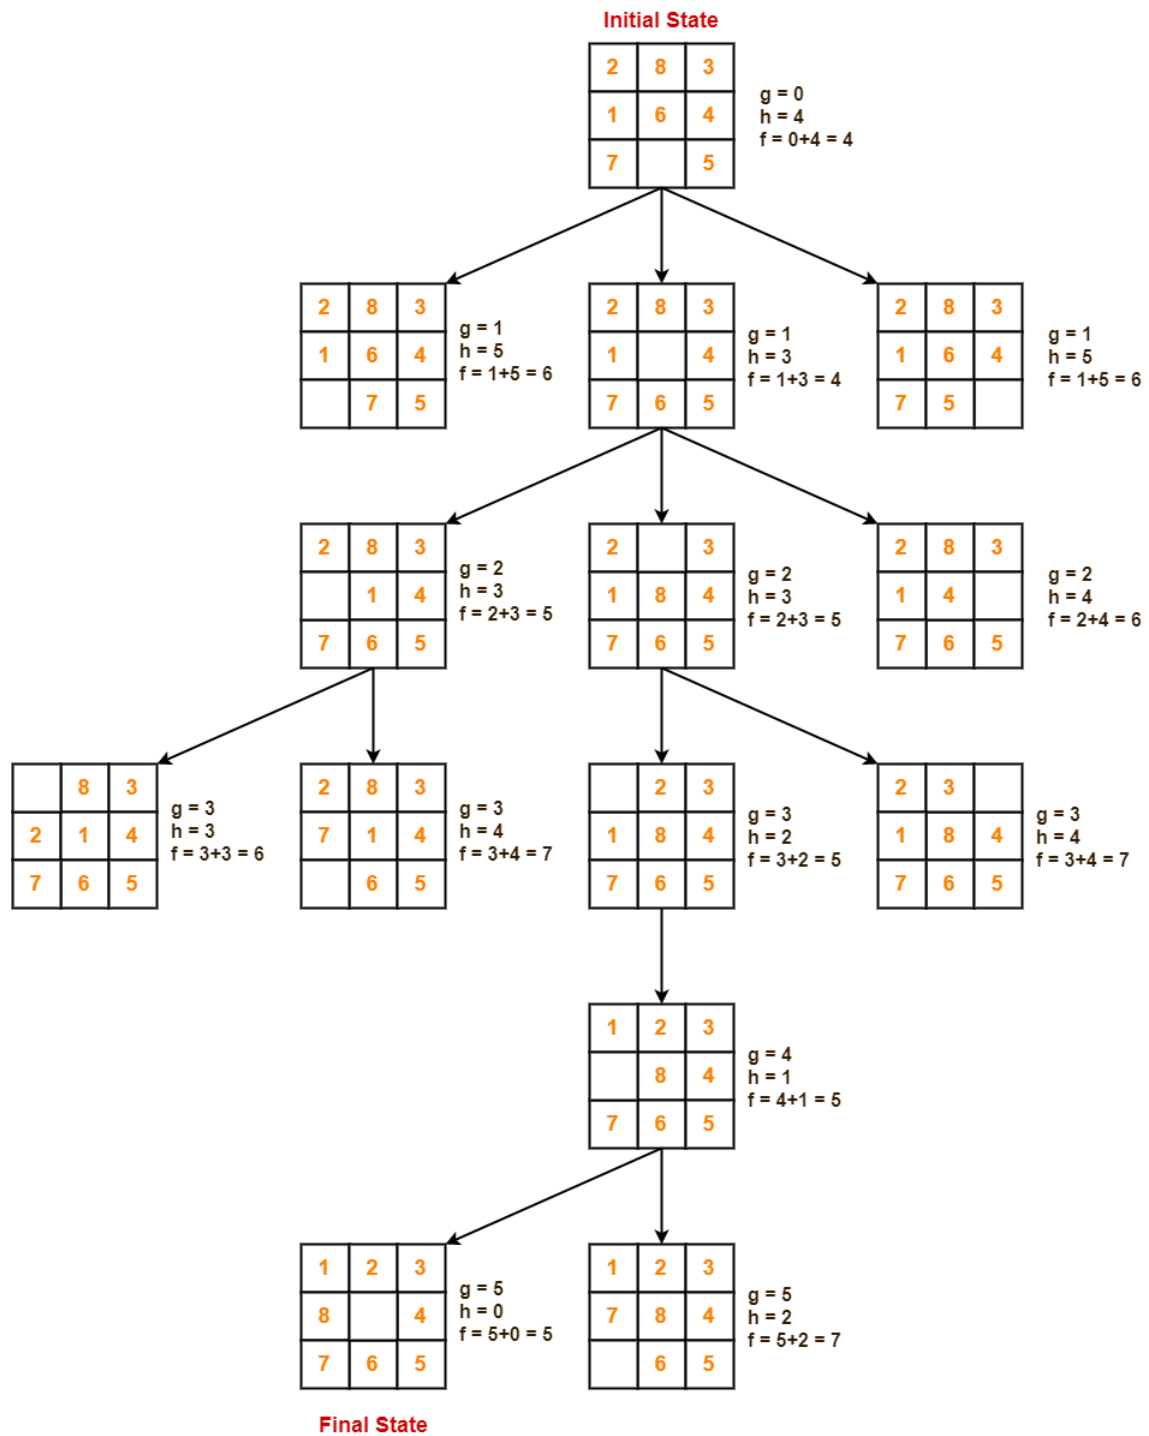 Initial State
2 8 3
1 6 4
7 5
g = 0
h = 4
f = 0+4 = 4
2 8 3
1 6 4
7 5
g = 1
h = 5
f = 1+5 = 6
2 8 3
1 4
7 6 5
g = 1
h = 3
f = 1+3 = 4
2 8 3
1 6 4
7 5
g = 1
h = 5
f = 1+5 = 6
2 8 3
1 4
7 6 5
g = 2
h = 3
f = 2+3 = 5
2 3
1 8 4
7 6 5
g = 2
h = 3
f = 2+3 = 5
2 8 3
1 4
7 6 5
g = 2
h = 4
f = 2+4 = 6
8 3
2 1 4
7 6 5
g = 3
h = 3
f = 3+3 = 6
2 8 3
7 1 4
6 5
g = 3
h = 4
f = 3+4 = 7
2 3
1 8 4
7 6 5
g = 3
h = 2
f = 3+2 = 5
2 3
1 8 4
7 6 5
g = 3
h = 4
f = 3+4 = 7
1 2 3
8 4
7 6 5
g = 4
h = 1
f = 4+1 = 5
1 2 3
8 4
7 6 5
g = 5
h = 0
f = 5+0 = 5
1 2 3
7 8 4
6 5
g = 5
h = 2
f = 5+2 = 7
Final State